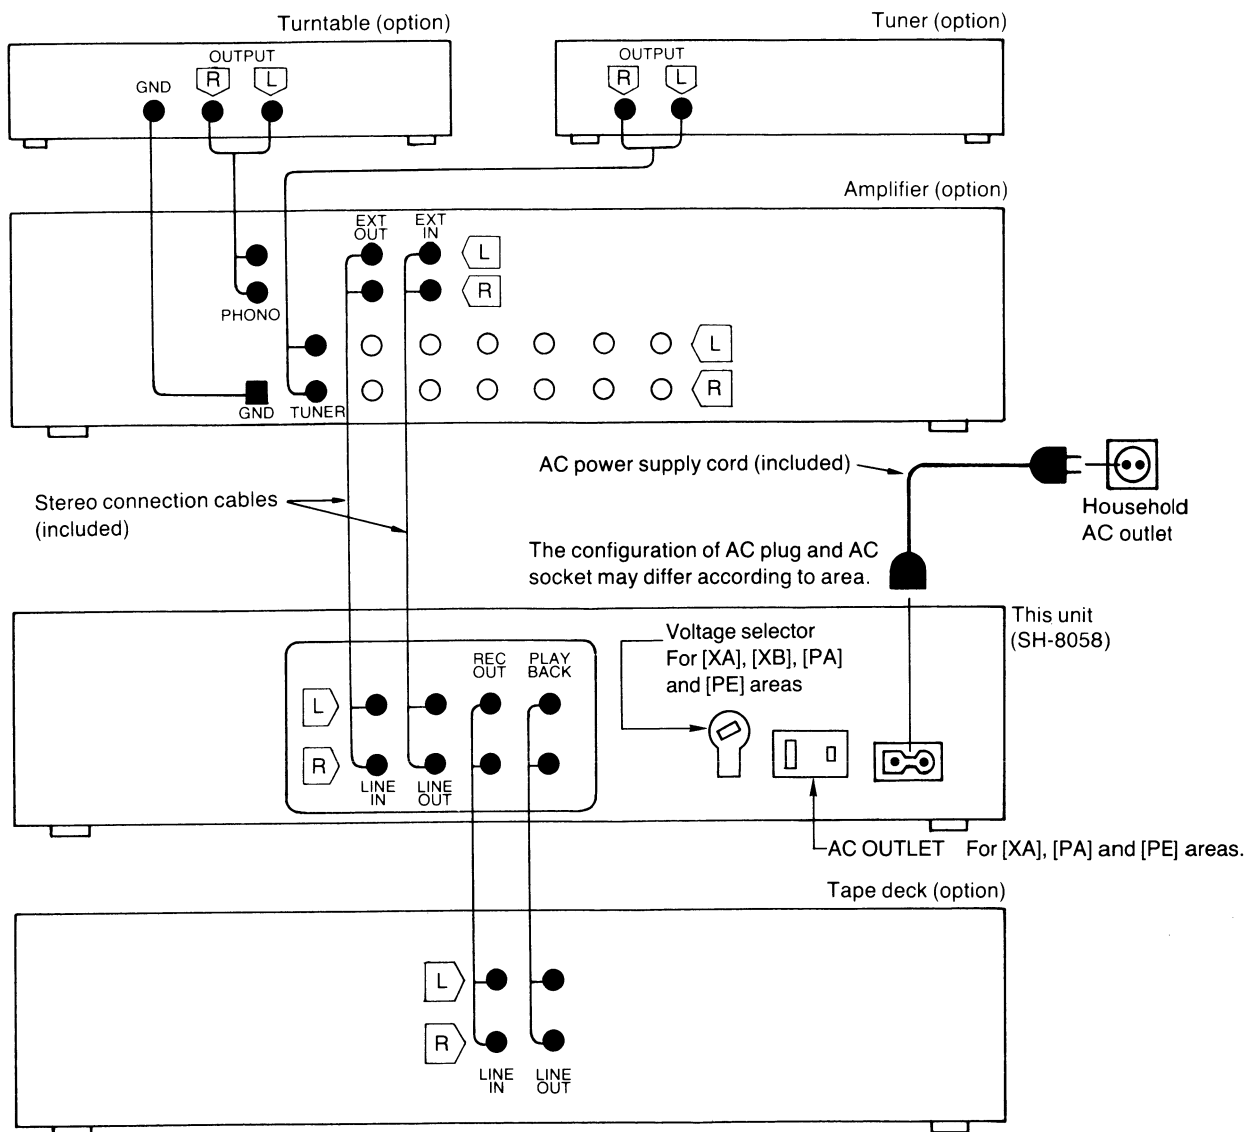 Turntable (option)
OUTPUT
GND
R
L
Tuner (option)
OUTPUT
R
L
Amplifier (option)
EXT
OUT
EXT
IN
L
R
PHONO
L
R
GND
TUNER
AC power supply cord (included)
Household
AC outlet
Stereo connection cables
(included)
The configuration of AC plug and AC
socket may differ according to area.
This unit
(SH-8058)
Voltage selector
For [XA], [XB], [PA]
and [PE] areas
REC
OUT
PLAY
BACK
L
R
LINE
IN
LINE
OUT
AC OUTLET For [XA], [PA] and [PE] areas.
Tape deck (option)
L
R
LINE
IN
LINE
OUT